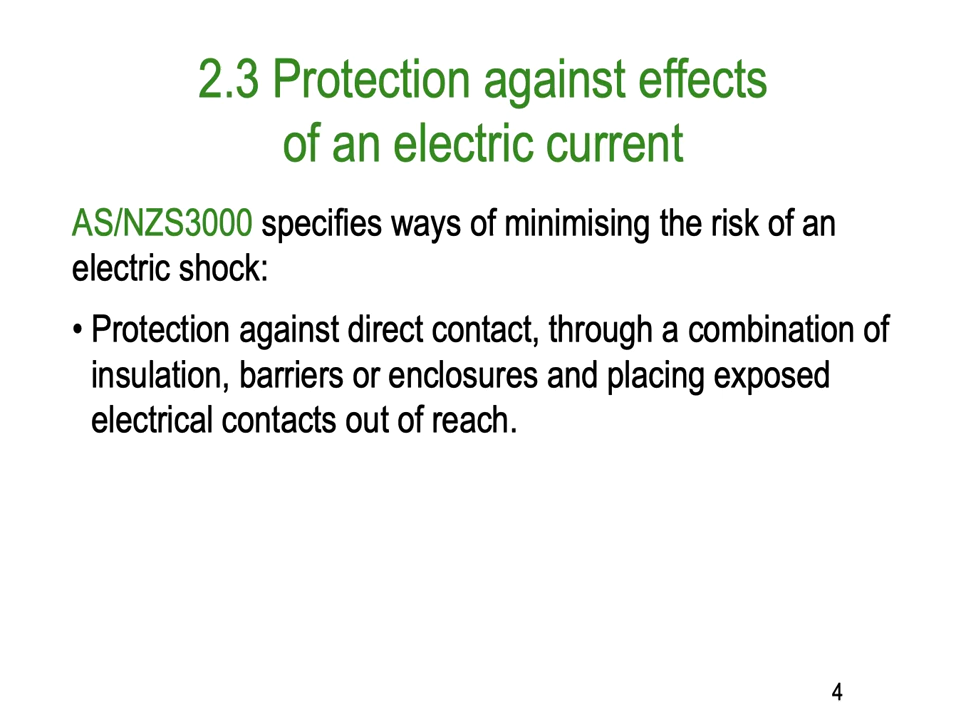 2.3 Protection against effects
of an electric current
AS/NZS3000 specifies ways of minimising the risk of an
electric shock:
• Protection against direct contact, through a combination of
insulation, barriers or enclosures and placing exposed
electrical contacts out of reach.
4